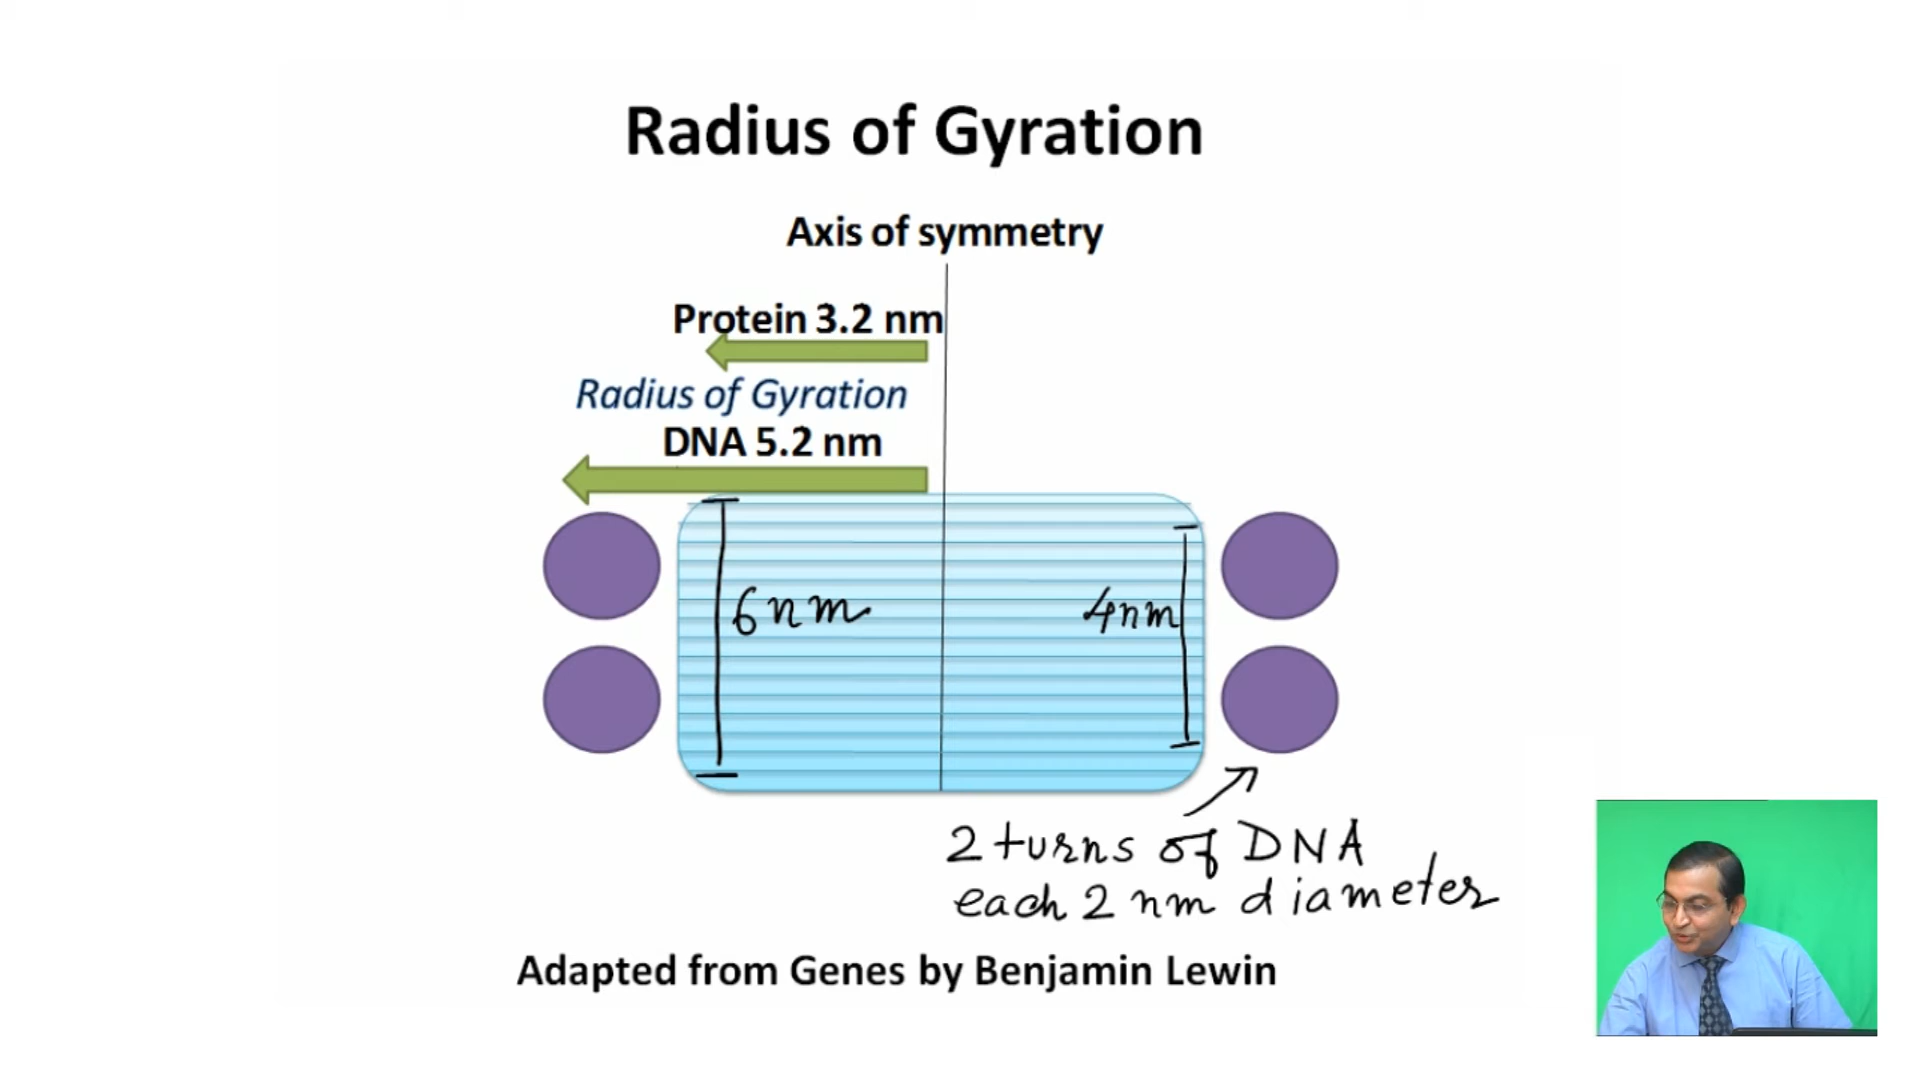 Radius of Gyration
Axis of symmetry
Protein 3.2 nm
Radius of Gyration
DNA 5.2 nm
6nm
4nm
2 turns of DNA
each 2 nm diameter
Adapted from Genes by Benjamin Lewin